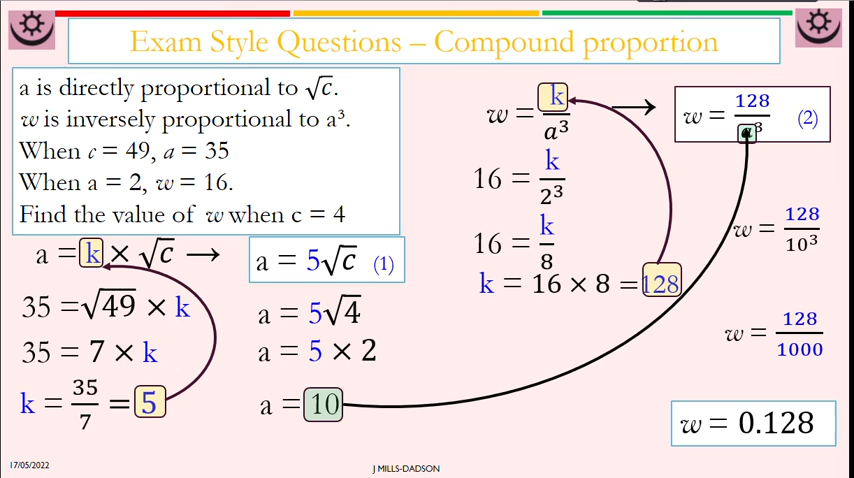 Exam Style Questions – Compound proportion
a is directly proportional to √c.
w is inversely proportional to a³.
When c = 49, a = 35
When a = 2, w = 16.
Find the value of w when c = 4
a = k × √c →
35 = √49 × k
35 = 7 × k
k = 35/7 = 5
a = 5√c (1)
a = 5√4
a = 5 × 2
a = 10
w = k/a³ →
16 = k/2³
16 = k/8
k = 16 × 8 = 128
w = 128/a³ (2)
w = 128/10³
w = 128/1000
w = 0.128
17/05/2022
J MILLS-DADSON